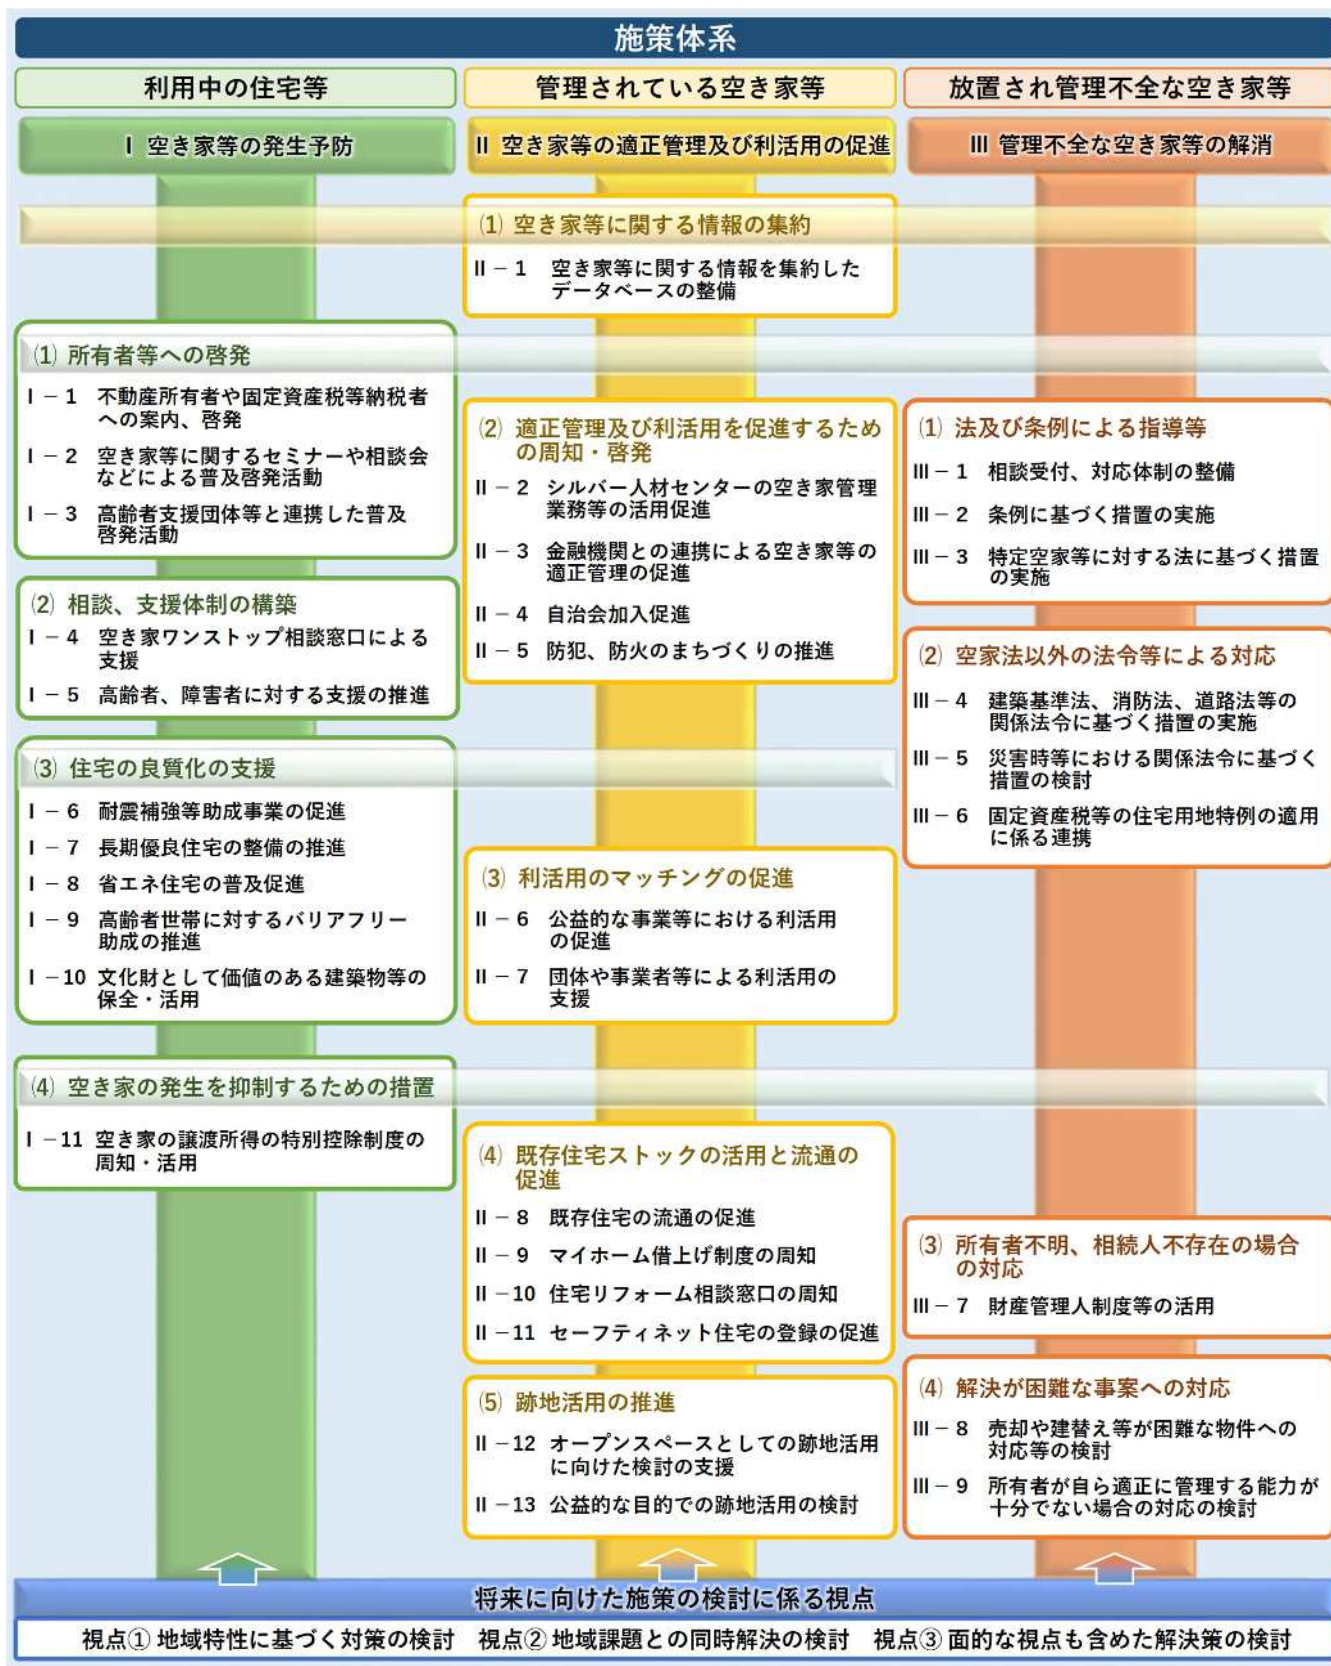 施策体系
利用中の住宅等
I 空き家等の発生予防
(1) 所有者等への啓発
I － 1 不動産所有者や固定資産税等納税者
への案内、啓発
I － 2 空き家等に関するセミナーや相談会
などによる普及啓発活動
I － 3 高齢者支援団体等と連携した普及
啓発活動
(2) 相談、支援体制の構築
I － 4 空き家ワンストップ相談窓口による
支援
I － 5 高齢者、障害者に対する支援の推進
(3) 住宅の良質化の支援
I － 6 耐震補強等助成事業の促進
I － 7 長期優良住宅の整備の推進
I － 8 省エネ住宅の普及促進
I － 9 高齢者世帯に対するバリアフリー
助成の推進
I －10 文化財として価値のある建築物等の
保全・活用
(4) 空き家の発生を抑制するための措置
I －11 空き家の譲渡所得の特別控除制度の
周知・活用
管理されている空き家等
II 空き家等の適正管理及び利活用の促進
(1) 空き家等に関する情報の集約
II － 1 空き家等に関する情報を集約した
データベースの整備
(2) 適正管理及び利活用を促進するため
の周知・啓発
II － 2 シルバー人材センターの空き家管理
業務等の活用促進
II － 3 金融機関との連携による空き家等の
適正管理の促進
II － 4 自治会加入促進
II － 5 防犯、防火のまちづくりの推進
(3) 利活用のマッチングの促進
II － 6 公益的な事業等における利活用
の促進
II － 7 団体や事業者等による利活用の
支援
(4) 既存住宅ストックの活用と流通の
促進
II － 8 既存住宅の流通の促進
II － 9 マイホーム借上げ制度の周知
II －10 住宅リフォーム相談窓口の周知
II －11 セーフティネット住宅の登録の促進
(5) 跡地活用の推進
II －12 オープンスペースとしての跡地活用
に向けた検討の支援
II －13 公益的な目的での跡地活用の検討
放置され管理不全な空き家等
III 管理不全な空き家等の解消
(1) 法及び条例による指導等
III － 1 相談受付、対応体制の整備
III － 2 条例に基づく措置の実施
III － 3 特定空家等に対する法に基づく措置
の実施
(2) 空家法以外の法令等による対応
III － 4 建築基準法、消防法、道路法等の
関係法令に基づく措置の実施
III － 5 災害時等における関係法令に基づく
措置の検討
III － 6 固定資産税等の住宅用地特例の適用
に係る連携
(3) 所有者不明、相続人不存在の場合
の対応
III － 7 財産管理人制度等の活用
(4) 解決が困難な事案への対応
III － 8 売却や建替え等が困難な物件への
対応等の検討
III － 9 所有者が自ら適正に管理する能力が
十分でない場合の対応の検討
将来に向けた施策の検討に係る視点
視点① 地域特性に基づく対策の検討 視点② 地域課題との同時解決の検討 視点③ 面的な視点も含めた解決策の検討